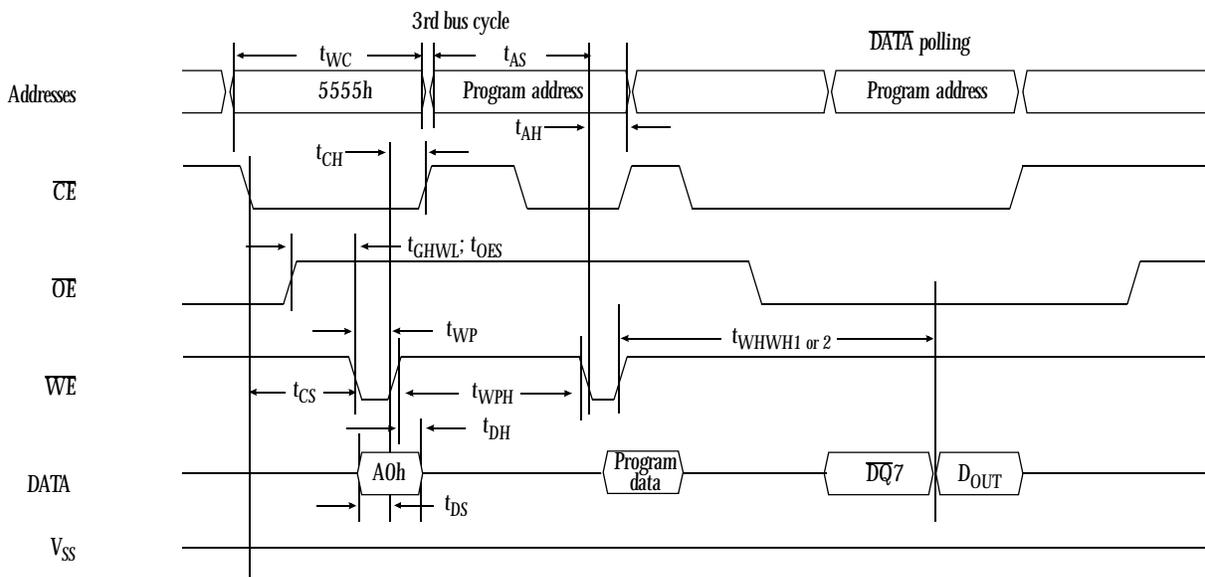 3rd bus cycle
tWC
tAS
DATA polling
Addresses
5555h
Program address
Program address
tAH
tCH
CE
tGHWL; tOES
OE
tWP
tWHWH1 or 2
WE
tCS
tWPH
tDH
DATA
A0h
Program
data
DQ7
DOUT
tDS
VSS